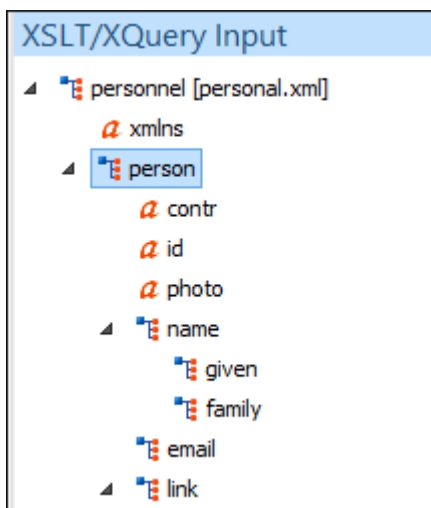 XSLT/XQuery Input
personnel [personal.xml]
a xmlns
person
a contr
a id
a photo
name
given
family
email
link